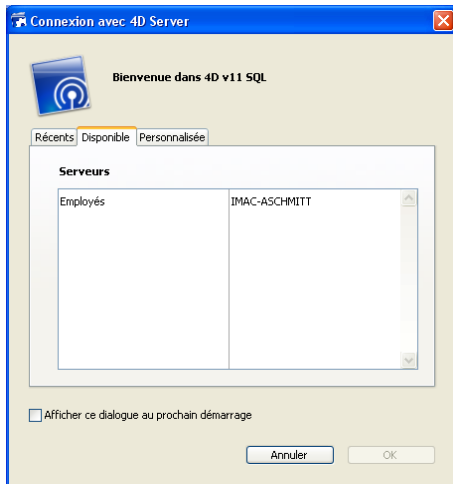 Connexion avec 4D Server
Bienvenue dans 4D v11 SQL
Récents Disponible Personnalisée
Serveurs
Employés IMAC-ASCHMITT
Afficher ce dialogue au prochain démarrage
Annuler OK